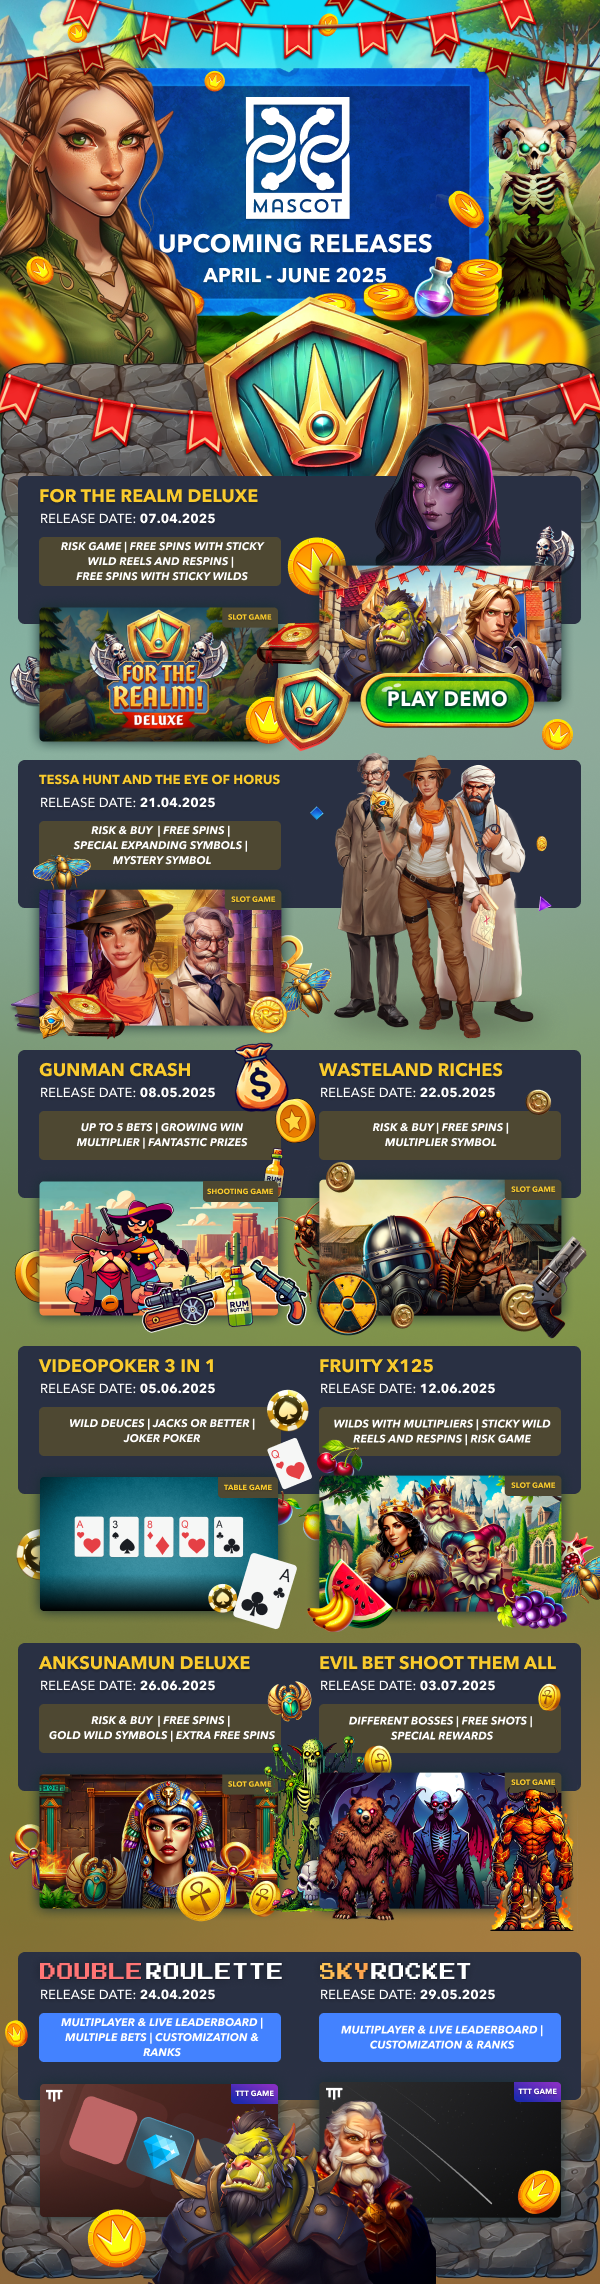 MASCOT
UPCOMING RELEASES
APRIL - JUNE 2025
FOR THE REALM DELUXE
RELEASE DATE: 07.04.2025
RISK GAME | FREE SPINS WITH STICKY
WILD REELS AND RESPINS |
FREE SPINS WITH STICKY WILDS
SLOT GAME
FOR THE
REALM!
DELUXE
PLAY DEMO
TESSA HUNT AND THE EYE OF HORUS
RELEASE DATE: 21.04.2025
RISK & BUY | FREE SPINS |
SPECIAL EXPANDING SYMBOLS |
MYSTERY SYMBOL
SLOT GAME
GUNMAN CRASH
RELEASE DATE: 08.05.2025
$
UP TO 5 BETS | GROWING WIN
MULTIPLIER | FANTASTIC PRIZES
RUM
SHOOTING GAME
RUM
BOTTLE
WASTELAND RICHES
RELEASE DATE: 22.05.2025
RISK & BUY | FREE SPINS |
MULTIPLIER SYMBOL
SLOT GAME
VIDEOPOKER 3 IN 1
RELEASE DATE: 05.06.2025
WILD DEUCES | JACKS OR BETTER |
JOKER POKER
Q
TABLE GAME
A 3 8 Q A
A
FRUITY X125
RELEASE DATE: 12.06.2025
WILDS WITH MULTIPLIERS | STICKY WILD
REELS AND RESPINS | RISK GAME
SLOT GAME
ANKSUNAMUN DELUXE
RELEASE DATE: 26.06.2025
RISK & BUY | FREE SPINS |
GOLD WILD SYMBOLS | EXTRA FREE SPINS
SLOT GAME
EVIL BET SHOOT THEM ALL
RELEASE DATE: 03.07.2025
DIFFERENT BOSSES | FREE SHOTS |
SPECIAL REWARDS
SLOT GAME
DOUBLE ROULETTE
RELEASE DATE: 24.04.2025
MULTIPLAYER & LIVE LEADERBOARD |
MULTIPLE BETS | CUSTOMIZATION &
RANKS
TTT
TTT GAME
SKYROCKET
RELEASE DATE: 29.05.2025
MULTIPLAYER & LIVE LEADERBOARD |
CUSTOMIZATION & RANKS
TTT
TTT GAME